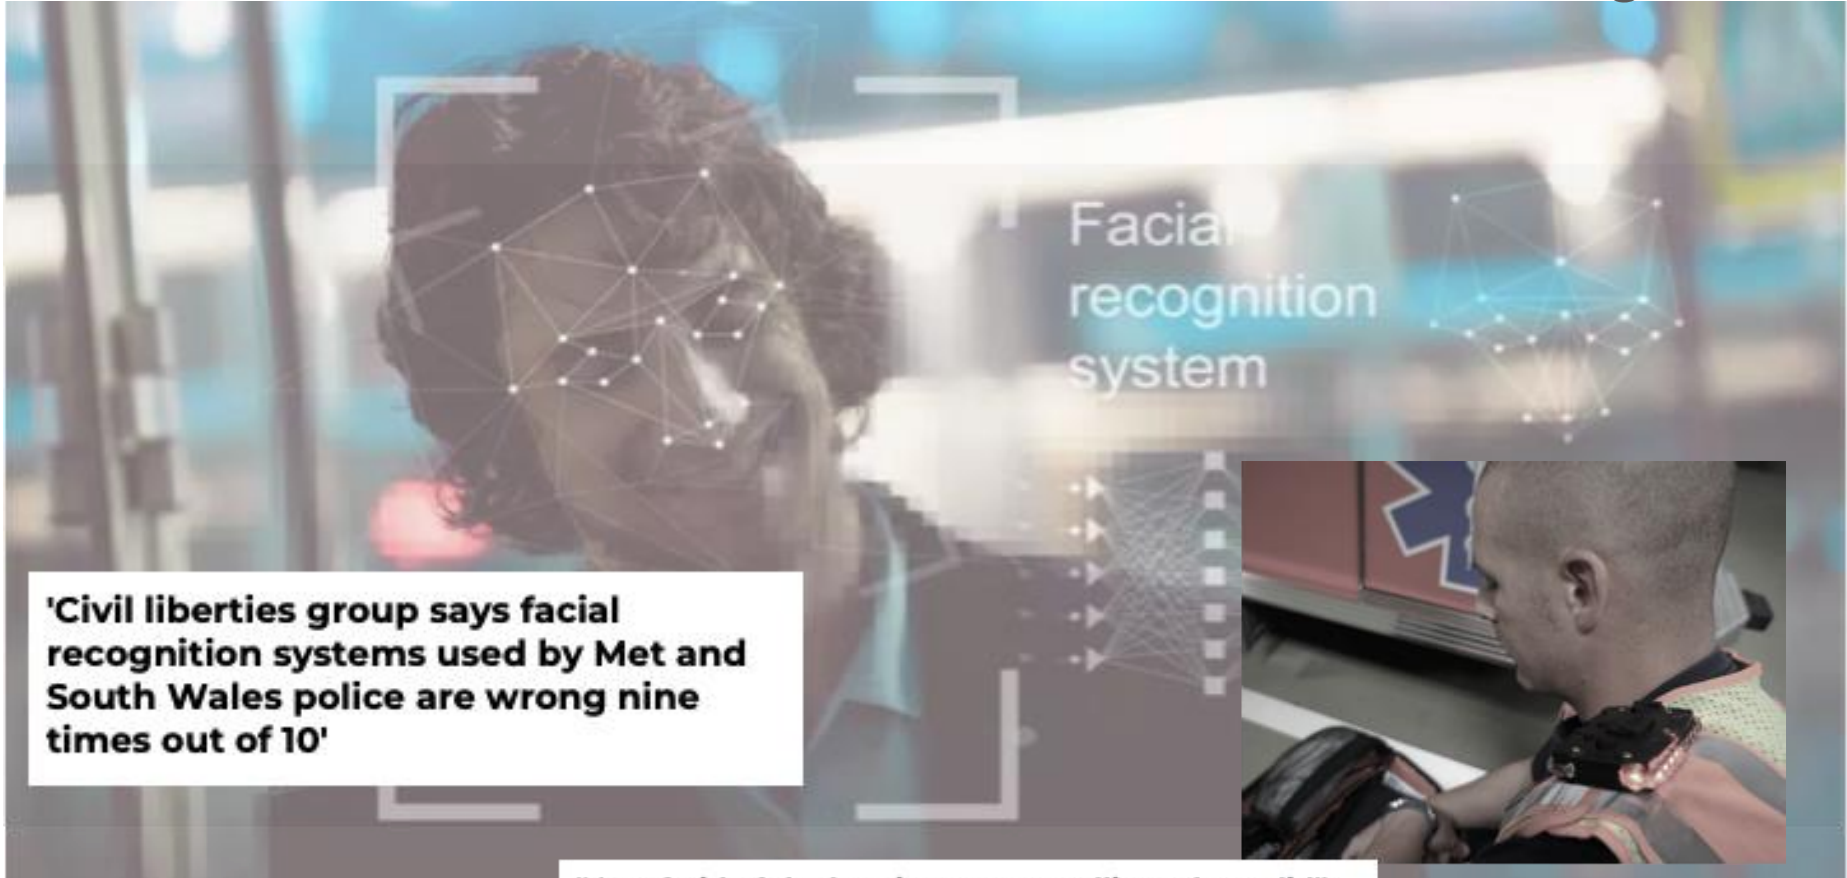 Facial
recognition
system
'Civil liberties group says facial
recognition systems used by Met and
South Wales police are wrong nine
times out of 10'